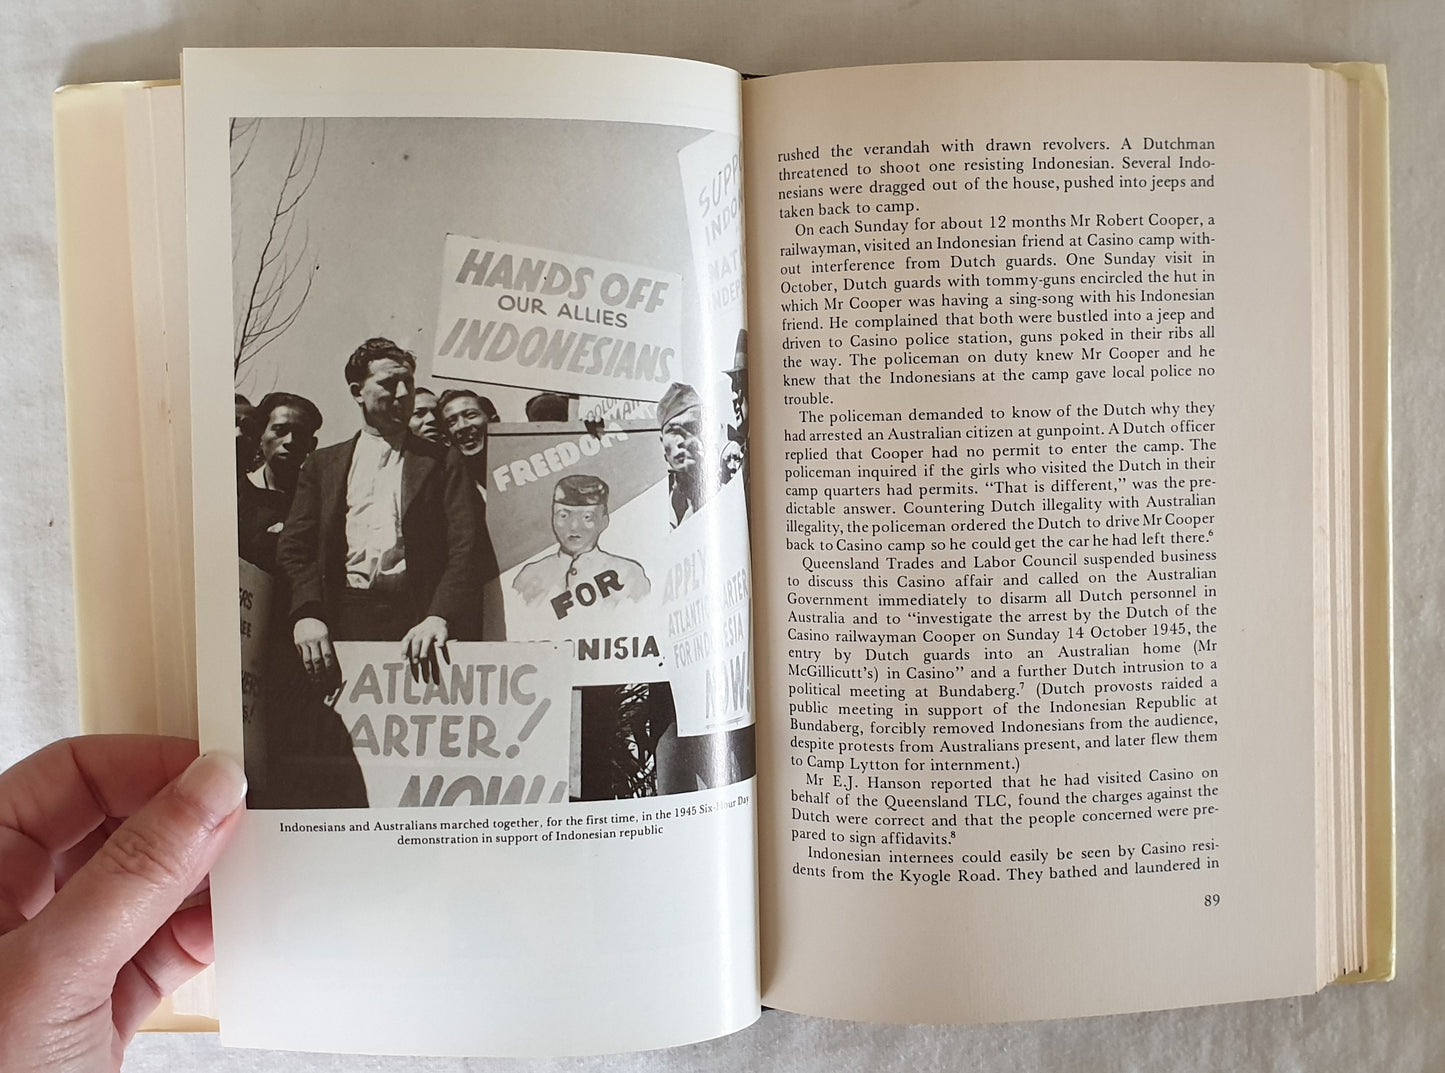 HANDS OFF
OUR ALLIES
INDONESIANS
SUPP
INDON
NAT
INDEP
FREEDOM
FOR
NISIA
APPLY
ATLANTIC
ARTER
FOR INDO ESIA
NOW!
ATLANTIC
ARTER!
NOW!
Indonesians and Australians marched together, for the first time, in the 1945 Six-Hour Day
demonstration in support of Indonesian republic
rushed the verandah with drawn revolvers. A Dutchman
threatened to shoot one resisting Indonesian. Several Indo-
nesians were dragged out of the house, pushed into jeeps and
taken back to camp.
On each Sunday for about 12 months Mr Robert Cooper, a
railwayman, visited an Indonesian friend at Casino camp with-
out interference from Dutch guards. One Sunday visit in
October, Dutch guards with tommy-guns encircled the hut in
which Mr Cooper was having a sing-song with his Indonesian
friend. He complained that both were bustled into a jeep and
driven to Casino police station, guns poked in their ribs all
the way. The policeman on duty knew Mr Cooper and he
knew that the Indonesians at the camp gave local police no
trouble.
The policeman demanded to know of the Dutch why they
had arrested an Australian citizen at gunpoint. A Dutch officer
replied that Cooper had no permit to enter the camp. The
policeman inquired if the girls who visited the Dutch in their
camp quarters had permits. “That is different,” was the pre-
dictable answer. Countering Dutch illegality with Australian
illegality, the policeman ordered the Dutch to drive Mr Cooper
back to Casino camp so he could get the car he had left there.⁶
Queensland Trades and Labor Council suspended business
to discuss this Casino affair and called on the Australian
Government immediately to disarm all Dutch personnel in
Australia and to “investigate the arrest by the Dutch of the
Casino railwayman Cooper on Sunday 14 October 1945, the
entry by Dutch guards into an Australian home (Mr
McGillicutt’s) in Casino” and a further Dutch intrusion to a
political meeting at Bundaberg.⁷ (Dutch provosts raided a
public meeting in support of the Indonesian Republic at
Bundaberg, forcibly removed Indonesians from the audience,
despite protests from Australians present, and later flew them
to Camp Lytton for internment.)
Mr E.J. Hanson reported that he had visited Casino on
behalf of the Queensland TLC, found the charges against the
Dutch were correct and that the people concerned were pre-
pared to sign affidavits.⁸
Indonesian internees could easily be seen by Casino resi-
dents from the Kyogle Road. They bathed and laundered in
89